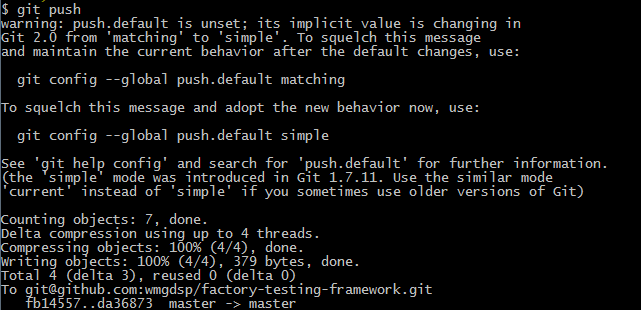 $ git push
warning: push.default is unset; its implicit value is changing in
Git 2.0 from 'matching' to 'simple'. To squelch this message
and maintain the current behavior after the default changes, use:

  git config --global push.default matching

To squelch this message and adopt the new behavior now, use:

  git config --global push.default simple

See 'git help config' and search for 'push.default' for further information.
(the 'simple' mode was introduced in Git 1.7.11. Use the similar mode
'current' instead of 'simple' if you sometimes use older versions of Git)

Counting objects: 7, done.
Delta compression using up to 4 threads.
Compressing objects: 100% (4/4), done.
Writing objects: 100% (4/4), 379 bytes, done.
Total 4 (delta 3), reused 0 (delta 0)
To git@github.com:wmgdsp/factory-testing-framework.git
   fb14557..da36873  master -> master